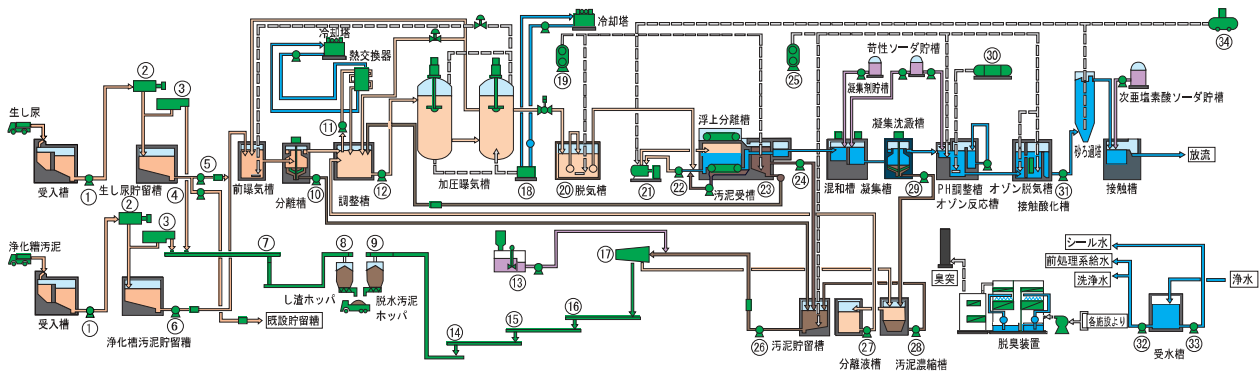 生し尿
受入槽
①
②
③
生し尿貯留槽
④
⑤
浄化糟汚泥
受入槽
①
②
③
浄化槽汚泥貯留糟
⑥
既設貯留糟
⑦
⑧
⑨
し渣ホッパ
脱水汚泥
ホッパ
冷却塔
熱交換器
⑪
前曝気槽
分離槽
⑩
調整槽
⑫
加圧曝気槽
冷却塔
⑱
⑲
⑳
脱気槽
㉑
㉒
浮上分離槽
汚泥受槽
㉓
㉔
㉕
苛性ソーダ貯槽
凝集剤貯槽
混和槽
凝集槽
凝集沈澱槽
㉙
㉚
PH調整槽
オゾン反応槽
オゾン脱気槽
接触酸化槽
㉛
砂ろ過塔
次亜塩素酸ソーダ貯槽
接触槽
放流
㉞
⑬
⑭
⑮
⑯
⑰
㉖
汚泥貯留槽
㉗
分離液槽
㉘
汚泥濃縮槽
臭突
脱臭装置
各施設より
シール水
前処理系給水
洗浄水
浄水
㉜
㉝
受水槽